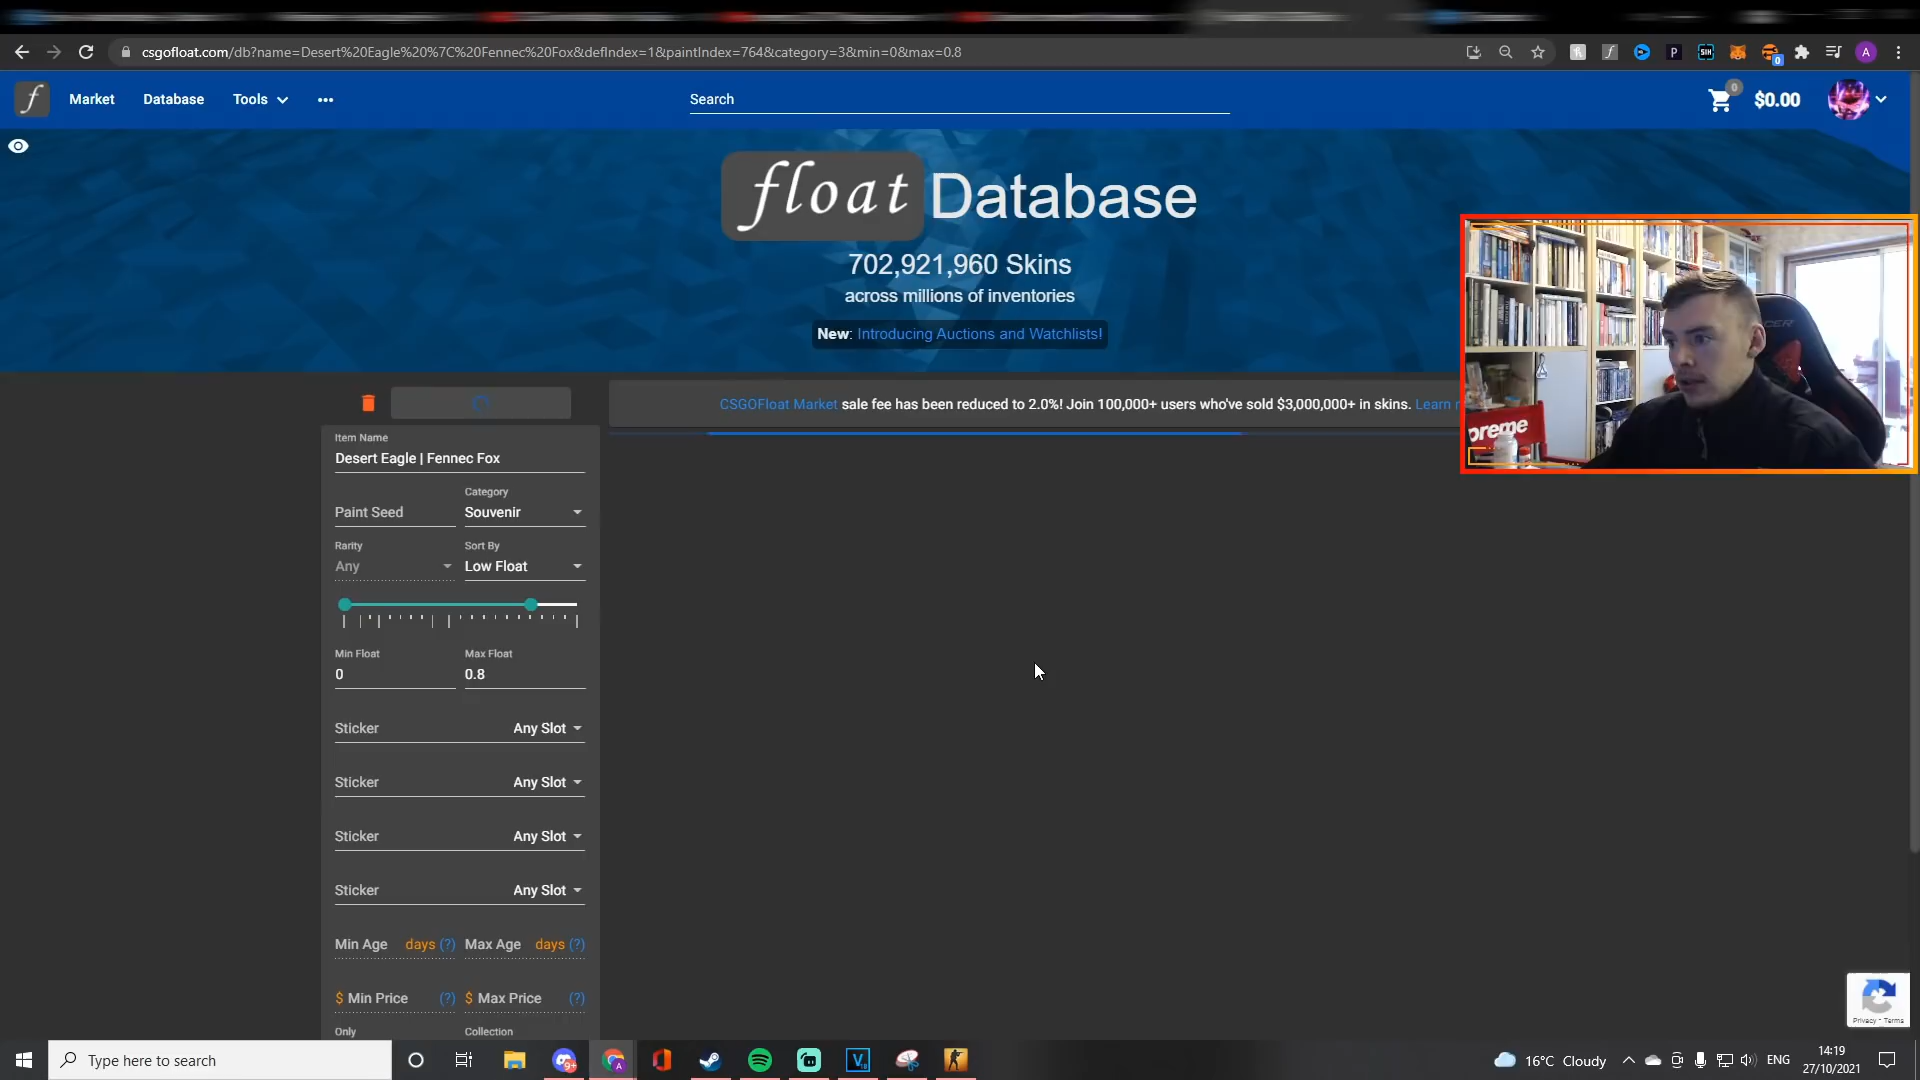 csgofloat.com/db?name=Desert%20Eagle%20%7C%20Fennec%20Fox&defIndex=1&paintIndex=764&category=3&min=0&max=0.8
f Market Database Tools ••• Search 0 $0.00
float Database
702,921,960 Skins
across millions of inventories
New: Introducing Auctions and Watchlists!
CSGOFloat Market sale fee has been reduced to 2.0%! Join 100,000+ users who've sold $3,000,000+ in skins. Learn
Item Name
Desert Eagle | Fennec Fox
Category
Paint Seed Souvenir
Rarity Sort By
Any Low Float
Min Float Max Float
0 0.8
Sticker Any Slot
Sticker Any Slot
Sticker Any Slot
Sticker Any Slot
Min Age days (?) Max Age days (?)
$ Min Price (?) $ Max Price (?)
Only Collection
preme
Privacy - Terms
Type here to search
16°C Cloudy
ENG
14:19
27/10/2021